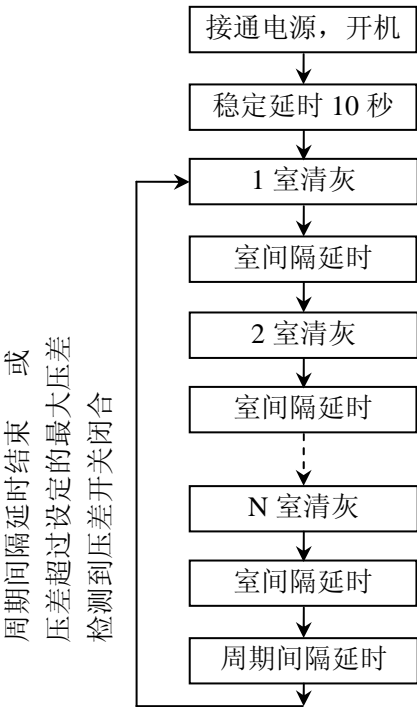 接通电源，开机
稳定延时 10 秒
1 室清灰
室间隔延时
2 室清灰
室间隔延时
N 室清灰
室间隔延时
周期间隔延时
周期间隔延时结束 或
压差超过设定的最大压差
检测到压差开关闭合